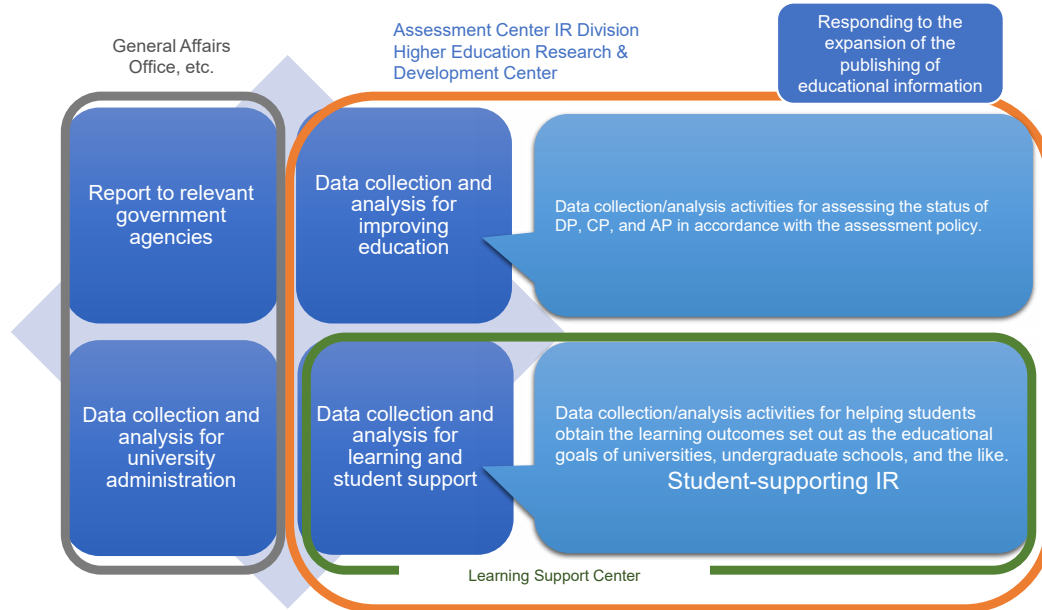 General Affairs
Office, etc.
Assessment Center IR Division
Higher Education Research &
Development Center
Responding to the
expansion of the
publishing of
educational information
Report to relevant
government
agencies
Data collection and
analysis for
improving
education
Data collection/analysis activities for assessing the status of
DP, CP, and AP in accordance with the assessment policy.
Data collection and
analysis for
university
administration
Data collection and
analysis for
learning and
student support
Data collection/analysis activities for helping students
obtain the learning outcomes set out as the educational
goals of universities, undergraduate schools, and the like.
Student-supporting IR
Learning Support Center